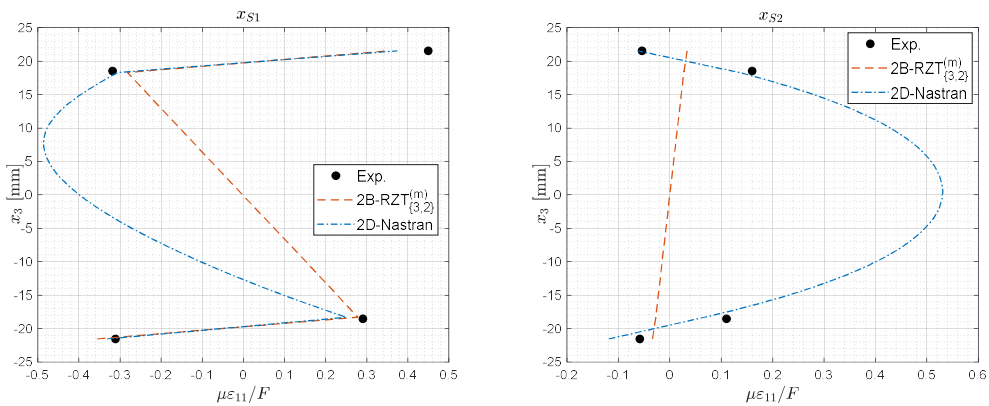 x_{S1}
25
20
15
10
5
0
-5
-10
-15
-20
-25
x_3 [mm]
-0.5 -0.4 -0.3 -0.2 -0.1 0 0.1 0.2 0.3 0.4 0.5
με_{11}/F
Exp.
2B-RZT^{(m)}_{{3,2}}
2D-Nastran
x_{S2}
25
20
15
10
5
0
-5
-10
-15
-20
-25
x_3 [mm]
-0.2 -0.1 0 0.1 0.2 0.3 0.4 0.5 0.6
με_{11}/F
Exp.
2B-RZT^{(m)}_{{3,2}}
2D-Nastran